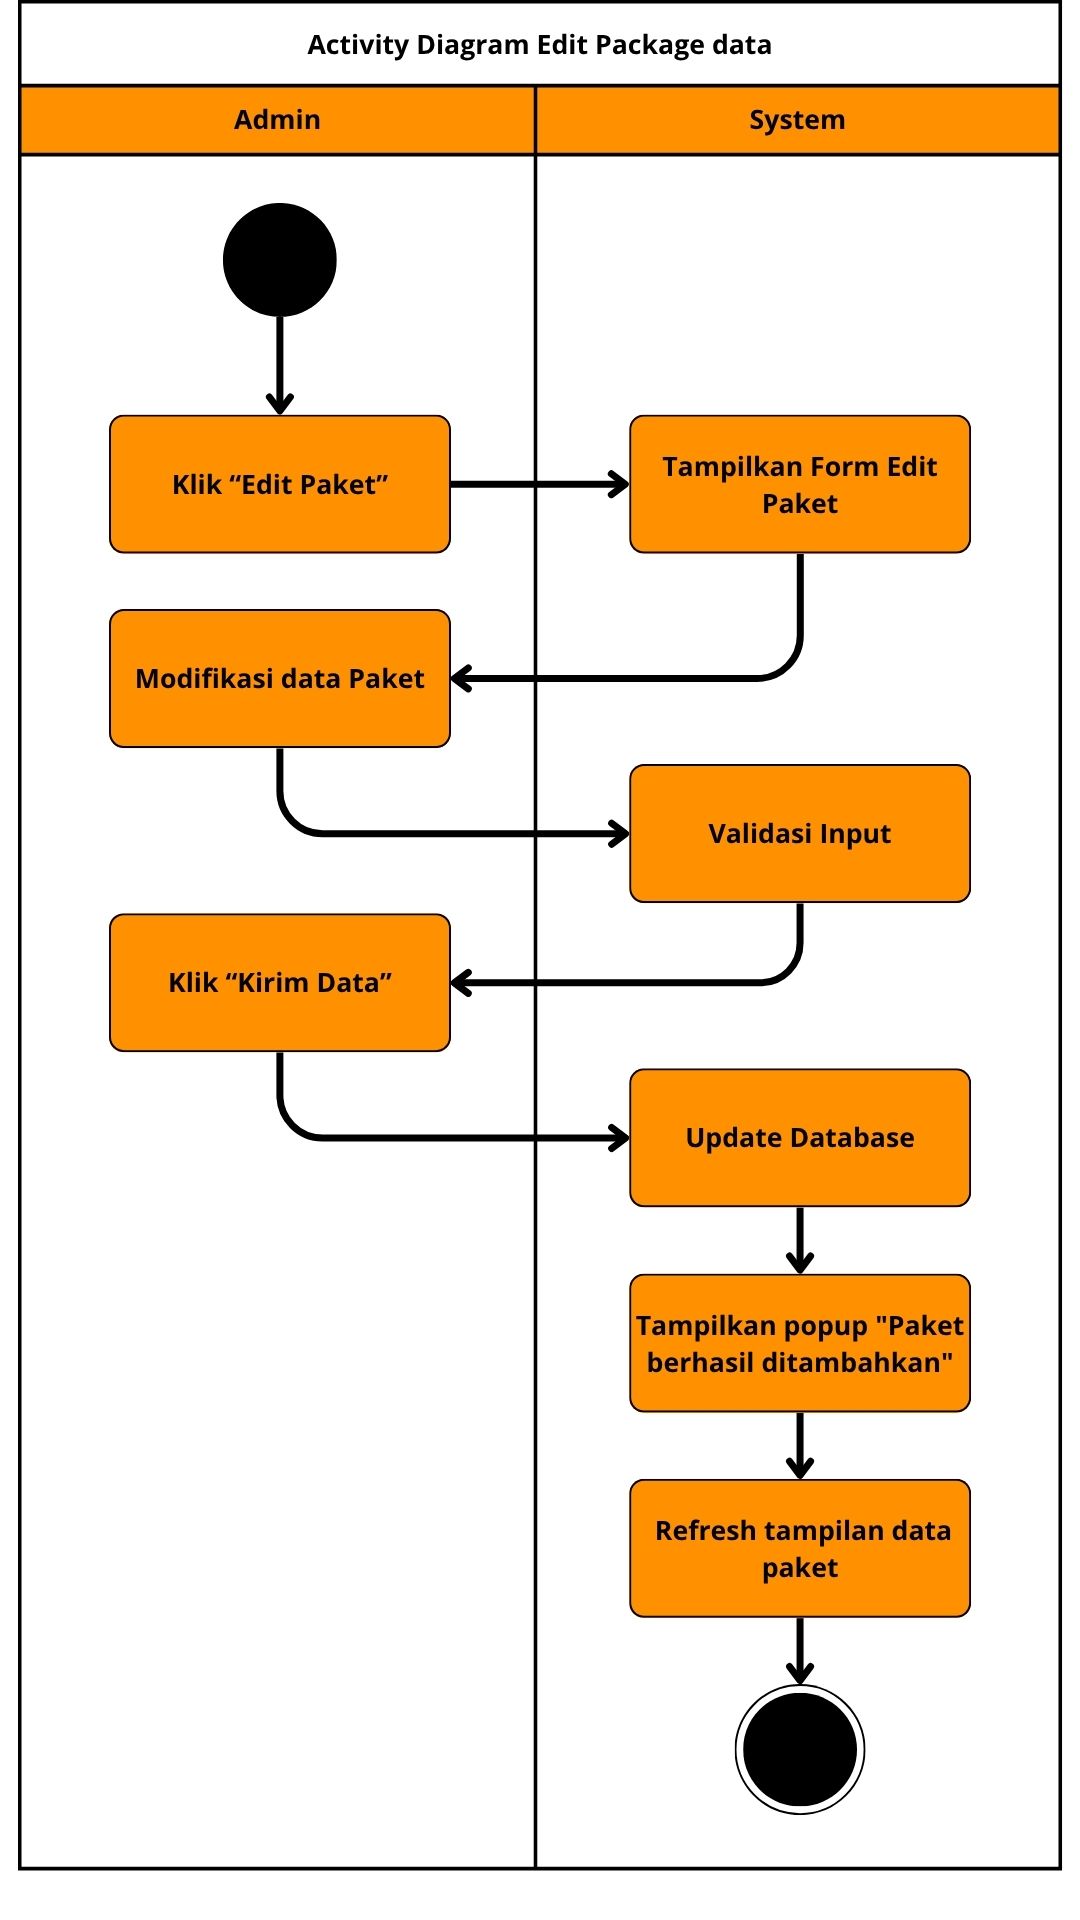 Activity Diagram Edit Package data
Admin
System
Klik “Edit Paket”
Tampilkan Form Edit
Paket
Modifikasi data Paket
Validasi Input
Klik “Kirim Data”
Update Database
Tampilkan popup "Paket
berhasil ditambahkan"
Refresh tampilan data
paket